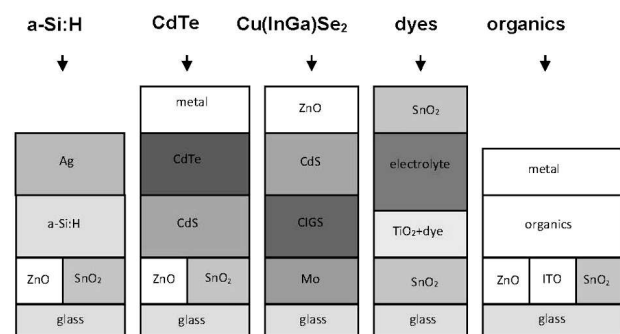 a-Si:H
CdTe
Cu(InGa)Se₂
dyes
organics
Ag
a-Si:H
ZnO
SnO₂
glass
metal
CdTe
CdS
ZnO
SnO₂
glass
ZnO
CdS
CIGS
Mo
glass
SnO₂
electrolyte
TiO₂+dye
SnO₂
glass
metal
organics
ZnO
ITO
SnO₂
glass